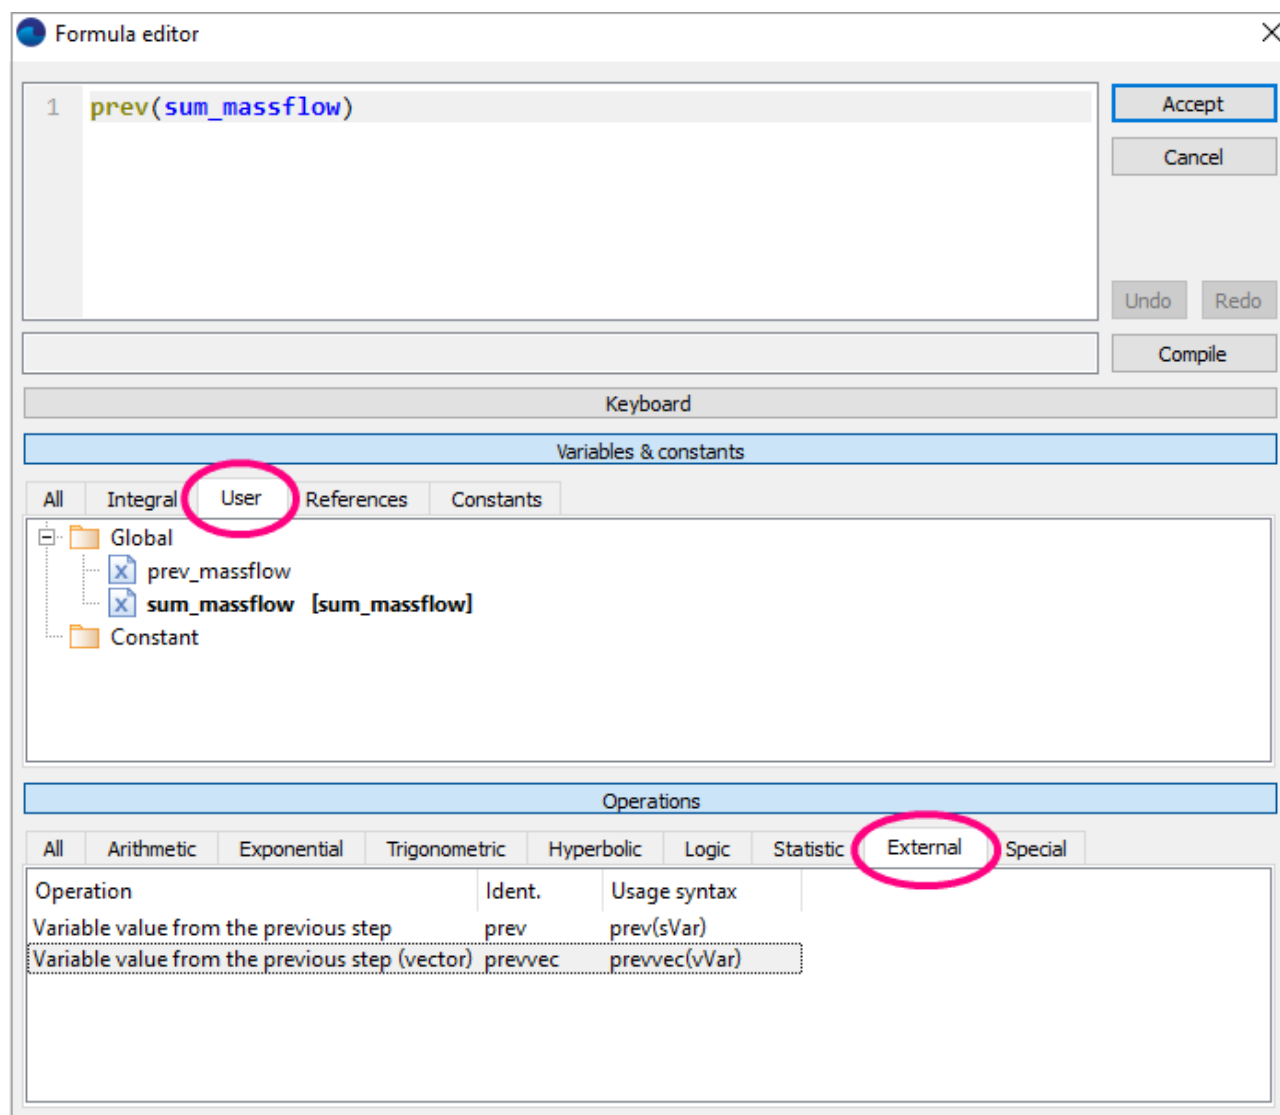 Formula editor
1 prev(sum_massflow)
Accept
Cancel
Undo Redo
Compile
Keyboard
Variables & constants
All Integral User References Constants
Global
prev_massflow
sum_massflow [sum_massflow]
Constant
Operations
All Arithmetic Exponential Trigonometric Hyperbolic Logic Statistic External Special
Operation Ident. Usage syntax
Variable value from the previous step prev prev(sVar)
Variable value from the previous step (vector) prevvec prevvec(vVar)